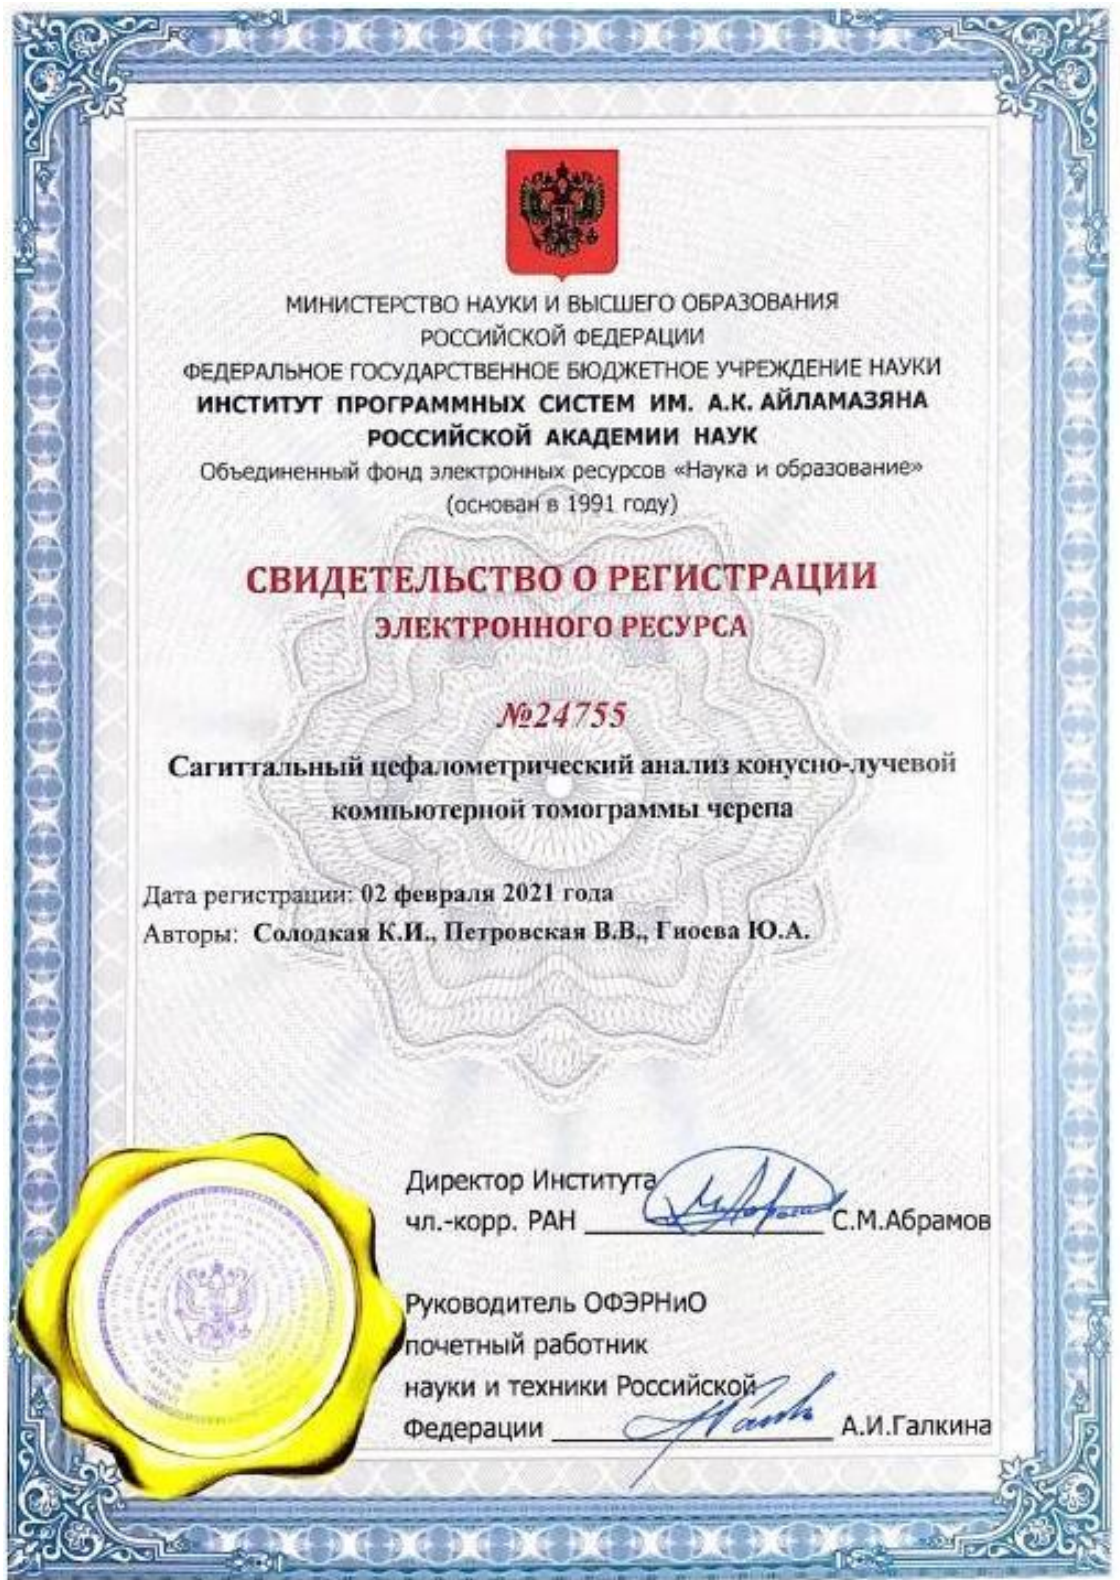 МИНИСТЕРСТВО НАУКИ И ВЫСШЕГО ОБРАЗОВАНИЯ
РОССИЙСКОЙ ФЕДЕРАЦИИ
ФЕДЕРАЛЬНОЕ ГОСУДАРСТВЕННОЕ БЮДЖЕТНОЕ УЧРЕЖДЕНИЕ НАУКИ
ИНСТИТУТ ПРОГРАММНЫХ СИСТЕМ ИМ. А.К. АЙЛАМАЗЯНА
РОССИЙСКОЙ АКАДЕМИИ НАУК
Объединенный фонд электронных ресурсов «Наука и образование»
(основан в 1991 году)
СВИДЕТЕЛЬСТВО О РЕГИСТРАЦИИ
ЭЛЕКТРОННОГО РЕСУРСА
№24755
Сагиттальный цефалометрический анализ конусно-лучевой
компьютерной томограммы черепа
Дата регистрации: 02 февраля 2021 года
Авторы: Солодкая К.И., Петровская В.В., Гиоева Ю.А.
Директор Института
чл.-корр. РАН С.М.Абрамов
Руководитель ОФЭРНиО
почетный работник
науки и техники Российской
Федерации А.И.Галкина